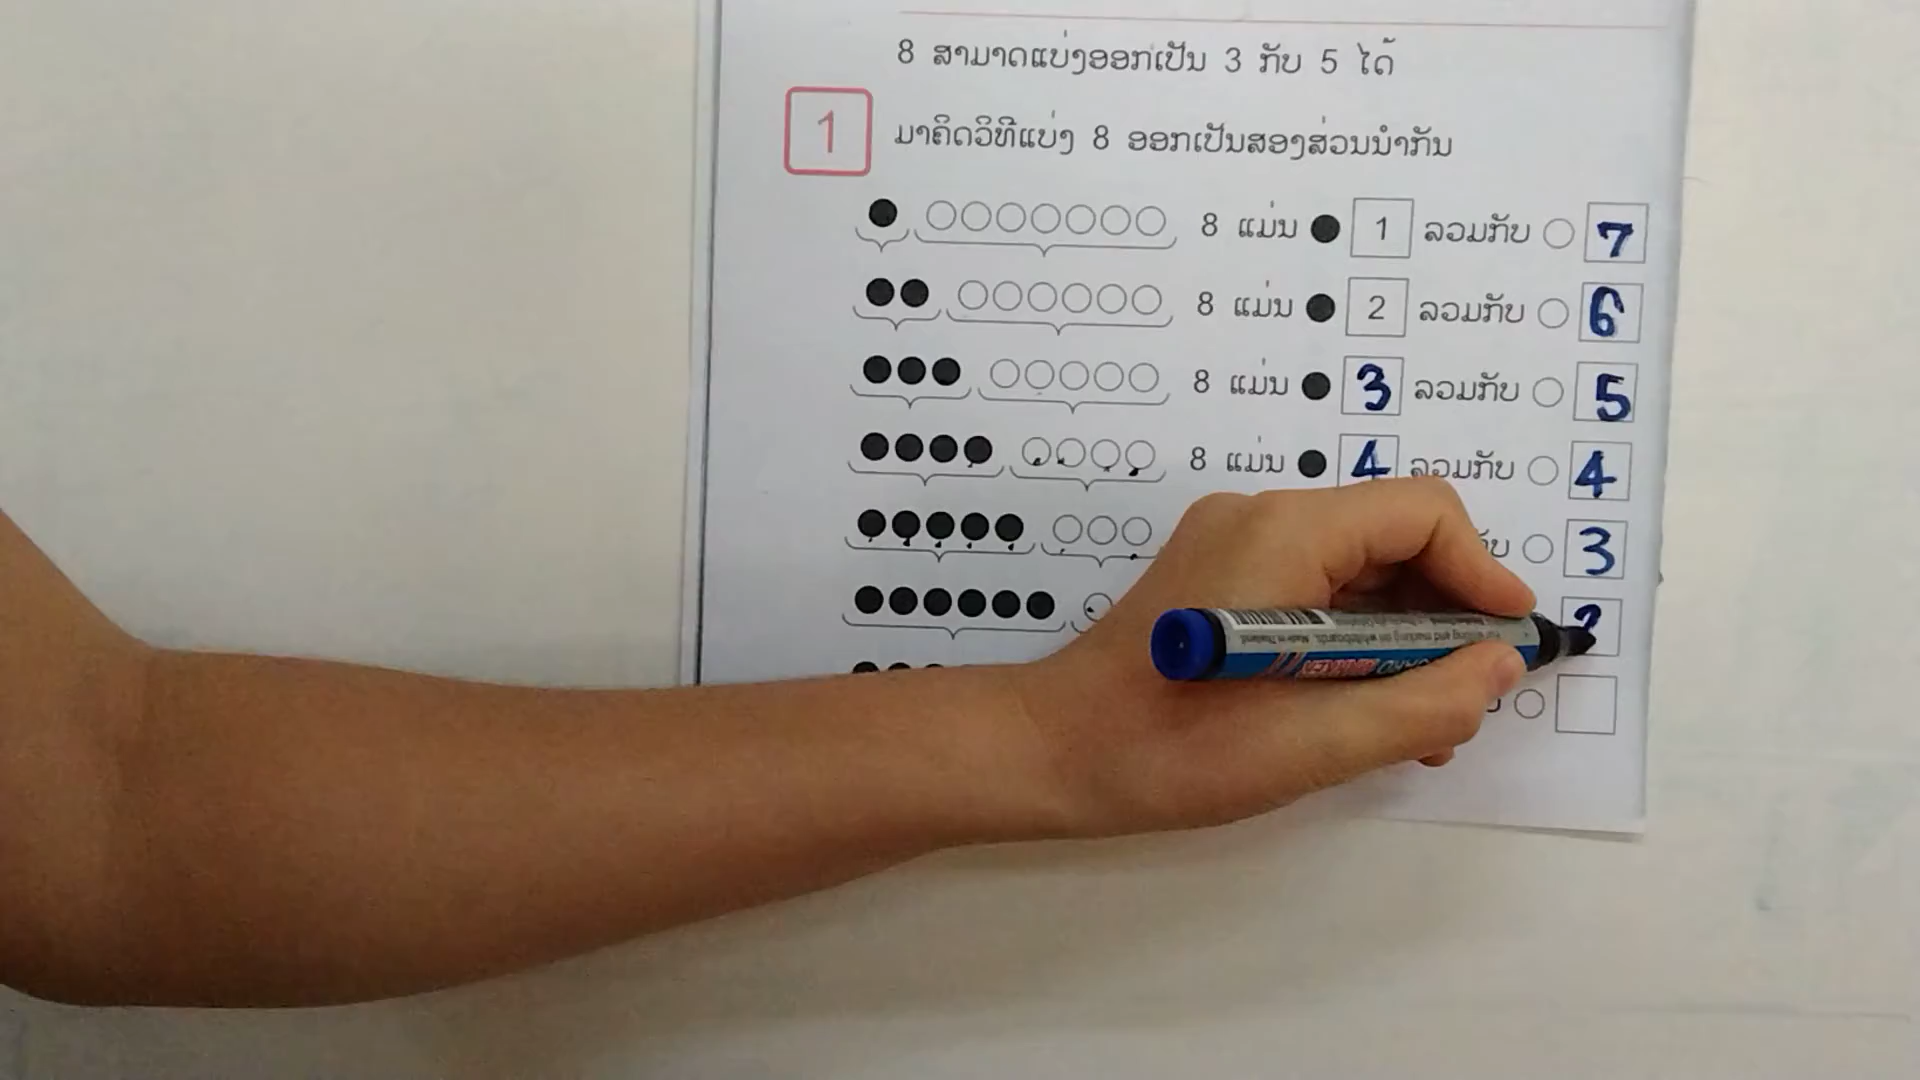 8 ສາມາດແບ່ງອອກເປັນ 3 ກັບ 5 ໄດ້
1 ມາຄິດວິທີແບ່ງ 8 ອອກເປັນສອງສ່ວນນຳກັນ
8 ແມ່ນ 1 ລວມກັບ 7
8 ແມ່ນ 2 ລວມກັບ 6
8 ແມ່ນ 3 ລວມກັບ 5
8 ແມ່ນ 4 ລວມກັບ 4
3